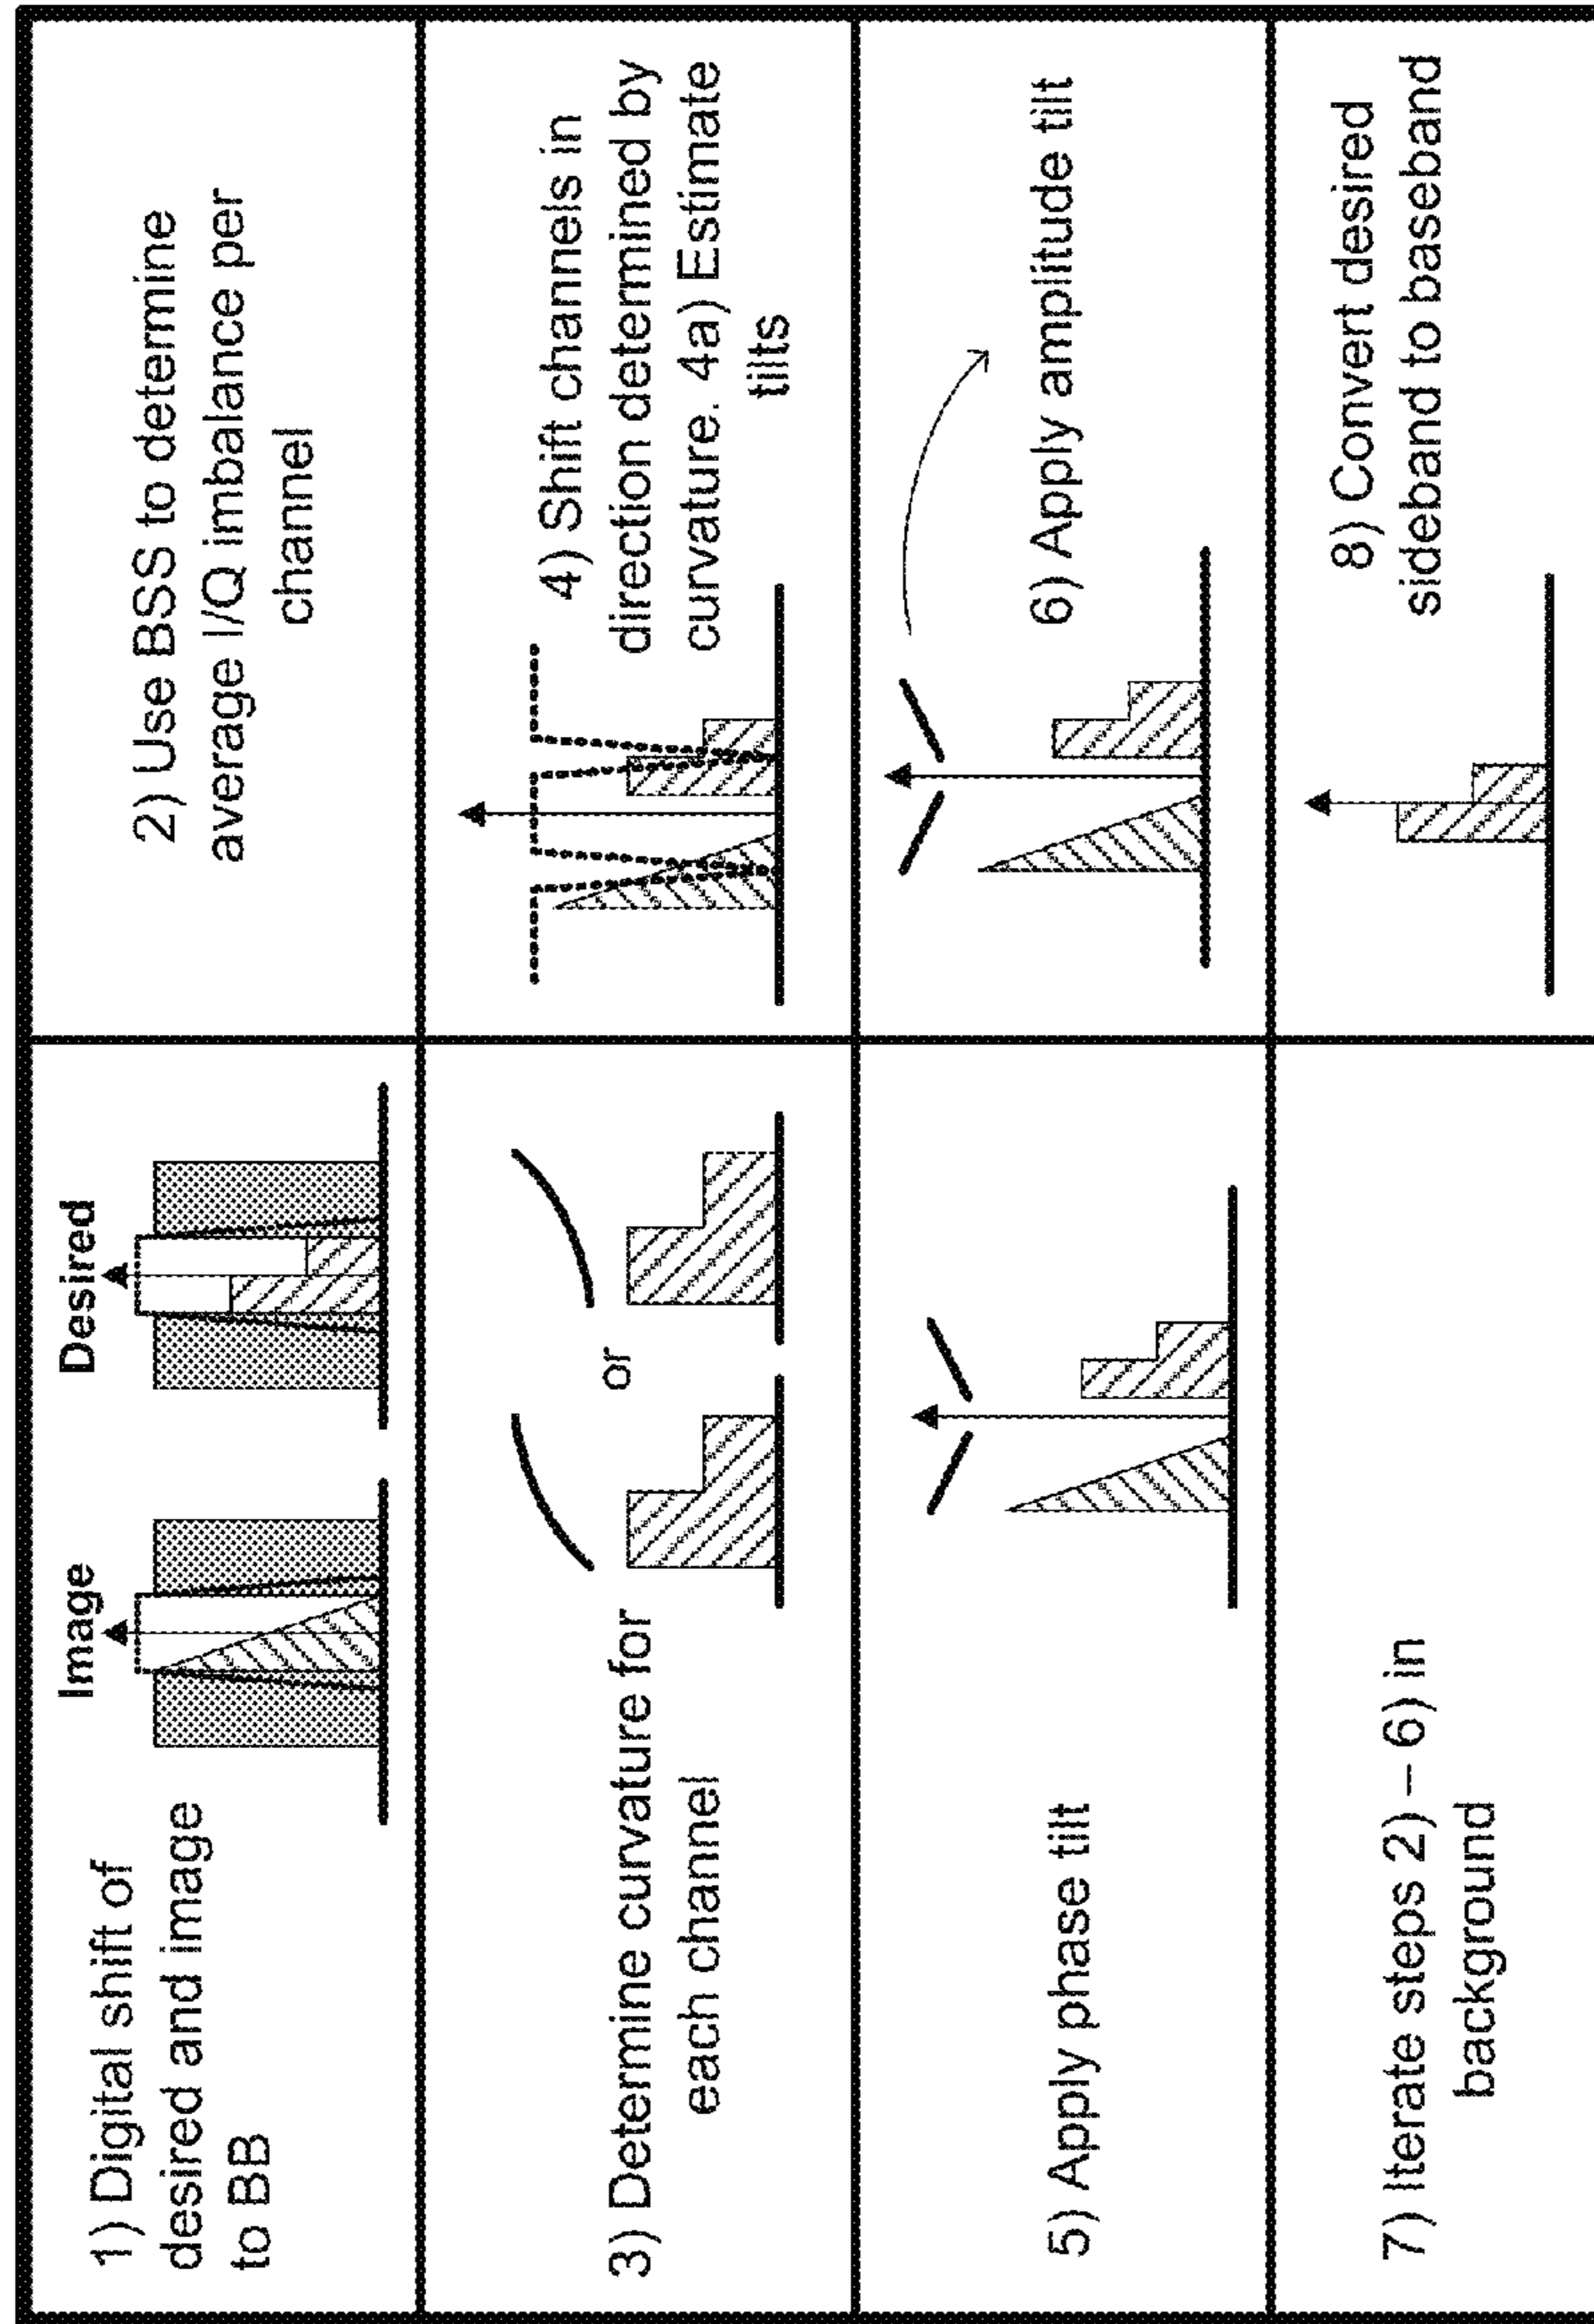 1) Digital shift of
desired and image
to BB
Image
Desired
2) Use BSS to determine
average I/Q imbalance per
channel
3) Determine curvature for
each channel
or
4) Shift channels in
direction determined by
curvature. 4a) Estimate
tilts
5) Apply phase tilt
6) Apply amplitude tilt
7) Iterate steps 2) – 6) in
background
8) Convert desired
sideband to baseband